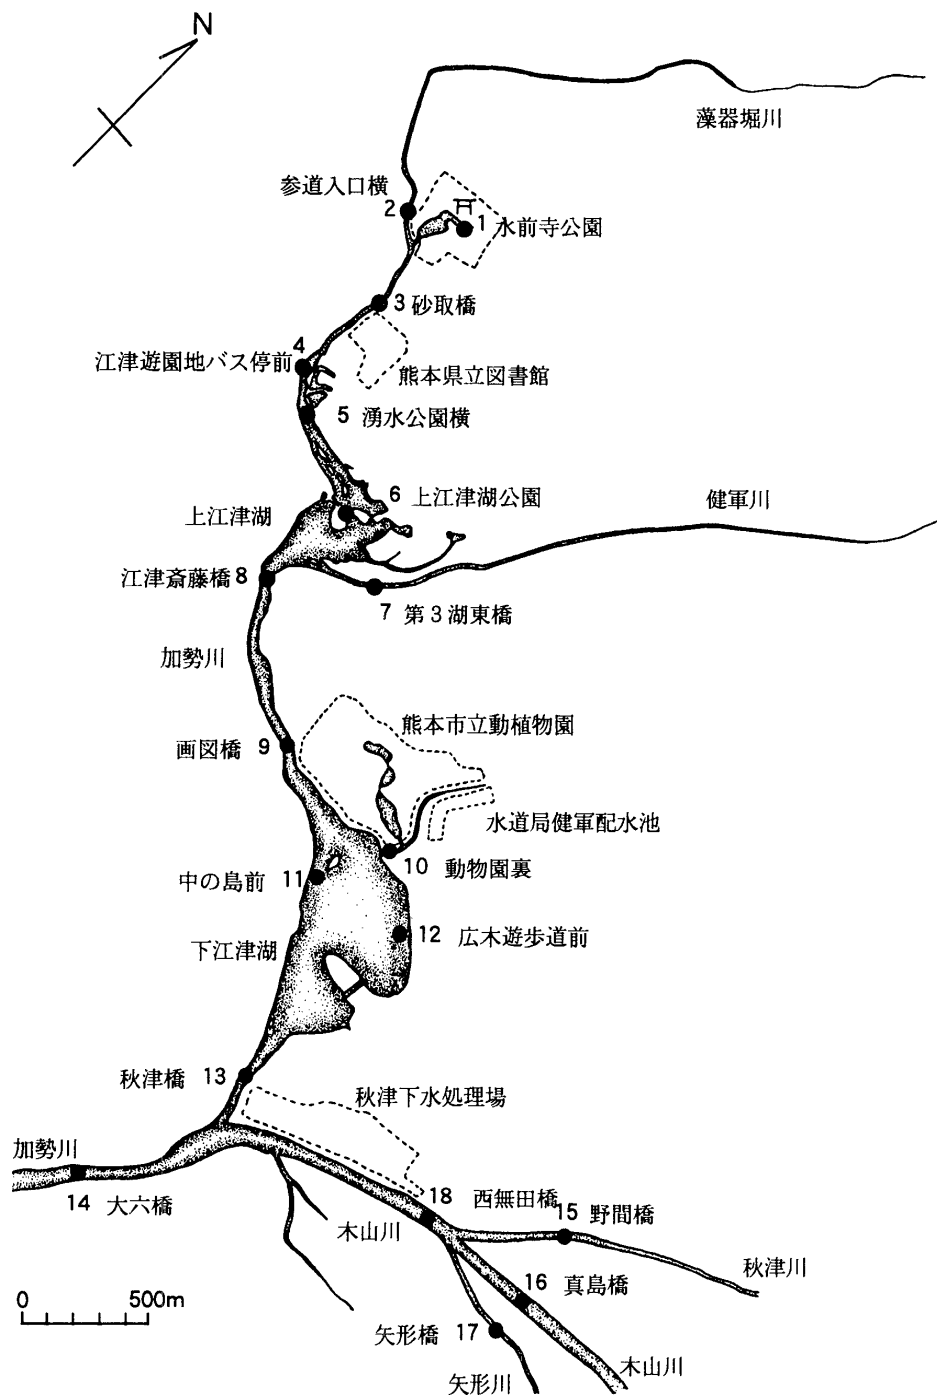 N
藻器堀川
参道入口横
2
1 水前寺公園
3 砂取橋
4
江津遊園地バス停前
熊本県立図書館
5 湧水公園横
6 上江津湖公園
健軍川
上江津湖
江津斎藤橋 8
7 第3湖東橋
加勢川
熊本市立動植物園
画図橋 9
水道局健軍配水池
10 動物園裏
中の島前 11
12 広木遊歩道前
下江津湖
秋津橋 13
秋津下水処理場
加勢川
14 大六橋
18 西無田橋
15 野間橋
木山川
秋津川
16 真島橋
0 500m
矢形橋 17
木山川
矢形川